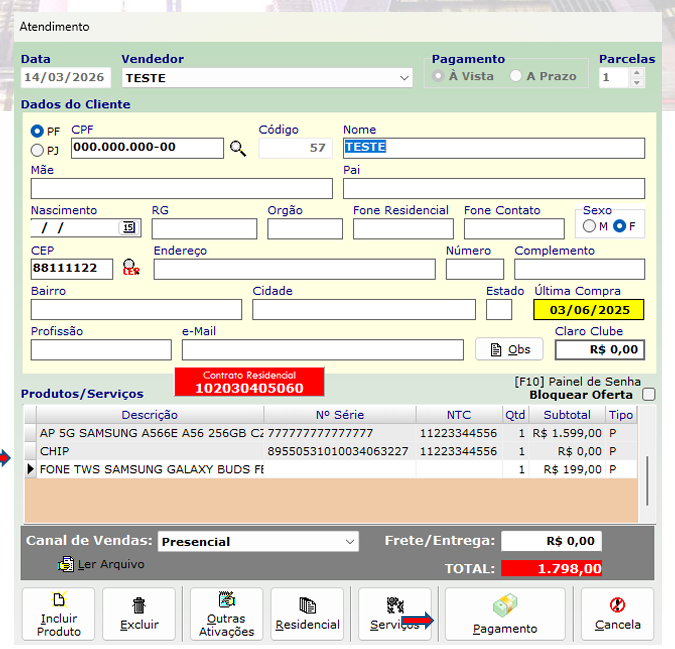 Atendimento
Data Vendedor Pagamento Parcelas
14/03/2026 TESTE À Vista A Prazo 1
Dados do Cliente
PF CPF Código Nome
PJ 000.000.000-00 57 TESTE
Mãe Pai
Nascimento RG Orgão Fone Residencial Fone Contato Sexo
/ / 15 M F
CEP Endereço Número Complemento
88111122 CEP
Bairro Cidade Estado Última Compra
03/06/2025
Profissão e-Mail Claro Clube
Obs R$ 0,00
Contrato Residencial
102030405060
[F10] Painel de Senha
Produtos/Serviços Bloquear Oferta
Descrição Nº Série NTC Qtd Subtotal Tipo
AP 5G SAMSUNG A566E A56 256GB CZ 777777777777777 11223344556 1 R$ 1.599,00 P
CHIP 89550531010034063227 11223344556 1 R$ 0,00 P
FONE TWS SAMSUNG GALAXY BUDS FE 1 R$ 199,00 P
Canal de Vendas: Presencial Frete/Entrega: R$ 0,00
Ler Arquivo TOTAL: 1.798,00
Incluir Produto Excluir Outras Ativações Residencial Serviços Pagamento Cancela